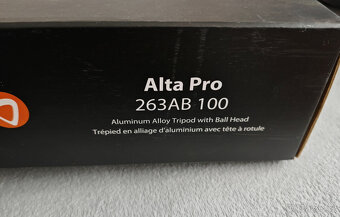 Alta Pro
263AB 100
Aluminum Alloy Tripod with Ball Head
Trépied en alliage d'aluminium avec tête à rotule